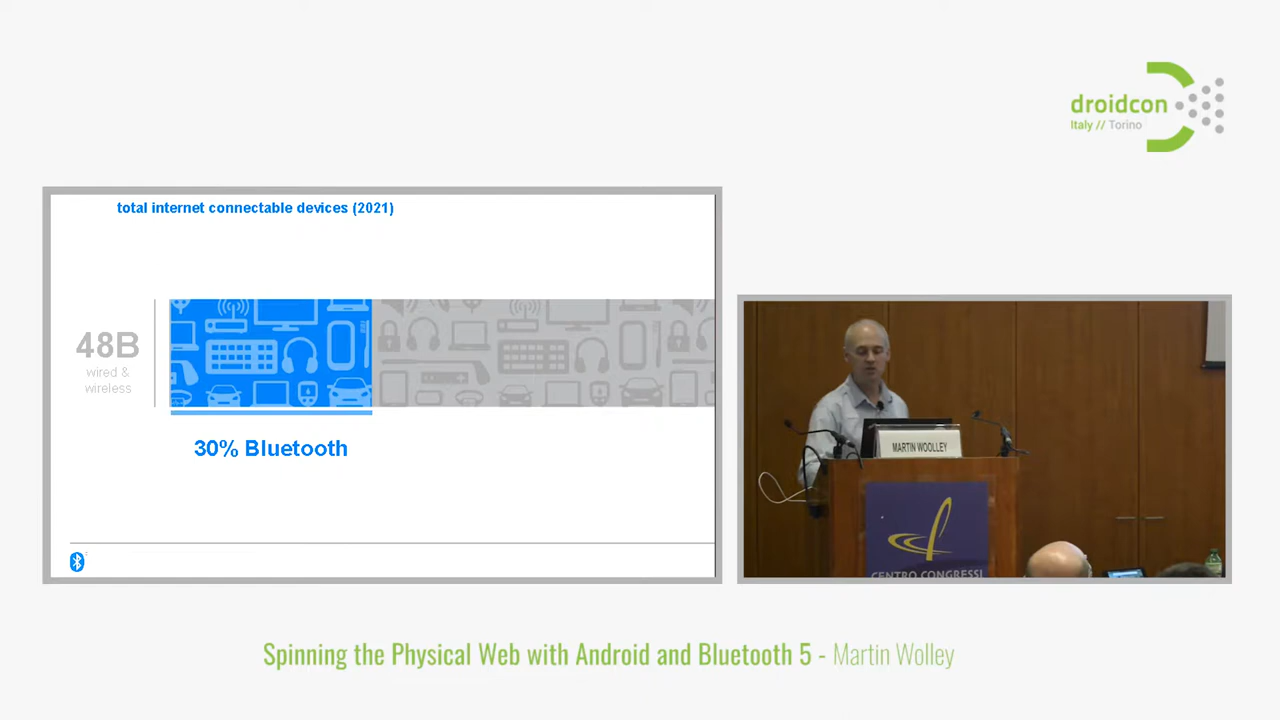 droidcon
Italy // Torino
total internet connectable devices (2021)
48B
wired &
wireless
30% Bluetooth
MARTIN WOOLLEY
CENTRO CONGRESSI
Spinning the Physical Web with Android and Bluetooth 5 - Martin Wolley